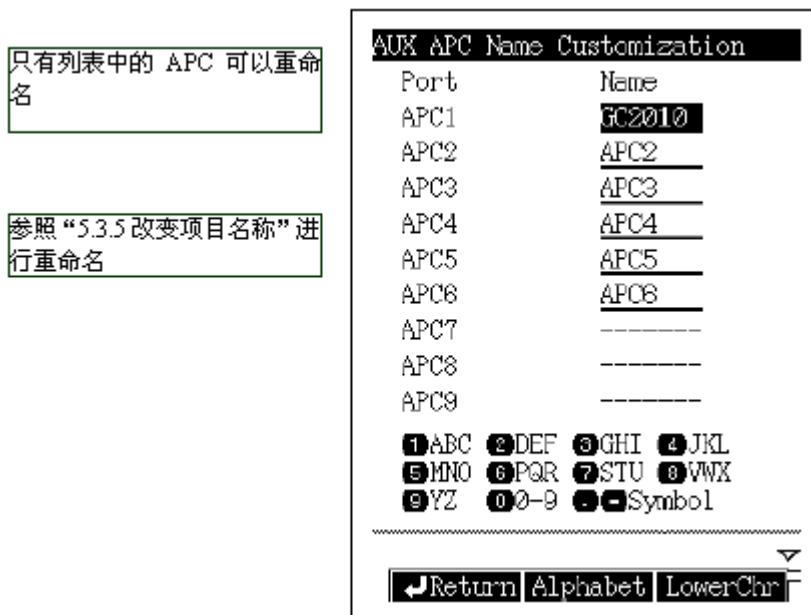 只有列表中的 APC 可以重命
名
参照“5.3.5 改变项目名称”进
行重命名
AUX APC Name Customization
Port Name
APC1 GC2010
APC2 APC2
APC3 APC3
APC4 APC4
APC5 APC5
APC6 APC6
APC7 -------
APC8 -------
APC9 -------
1ABC 2DEF 3GHI 4JKL
5MNO 6PQR 7STU 8VWX
9YZ 00-9 .-Symbol
Return Alphabet LowerChr